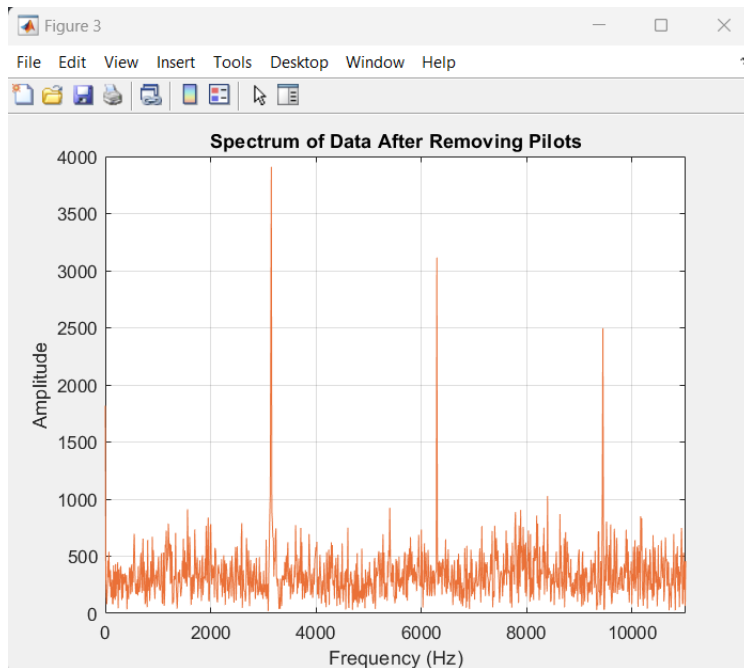 Figure 3
File Edit View Insert Tools Desktop Window Help
Spectrum of Data After Removing Pilots
4000
3500
3000
2500
2000
1500
1000
500
0
Amplitude
0 2000 4000 6000 8000 10000
Frequency (Hz)